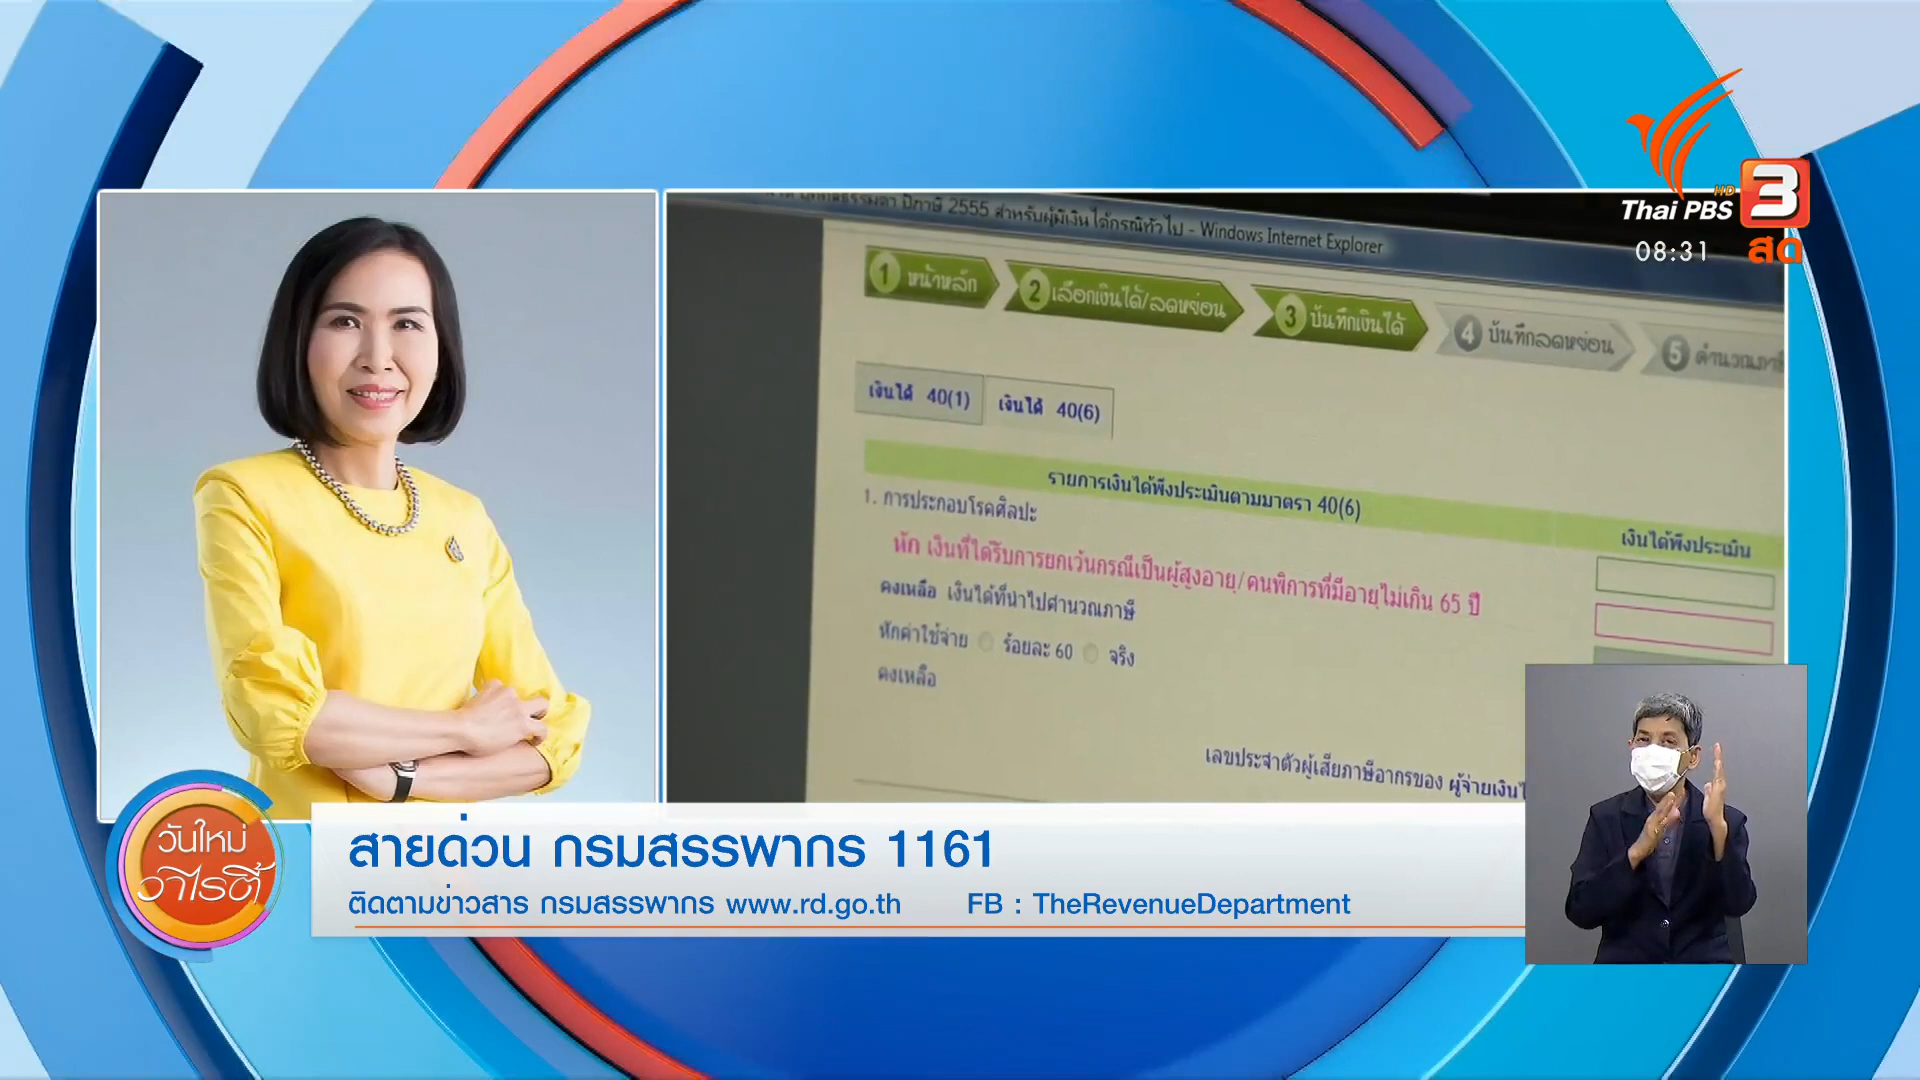 Thai PBS
HD
3
08:31
สด
ปีภาษี 2555 สำหรับผู้มีเงินได้กรณีทั่วไป - Windows Internet Explorer
1 หน้าหลัก
2 เลือกเงินได้/ลดหย่อน
3 บันทึกเงินได้
4 บันทึกลดหย่อน
5 คำนวณภาษี
เงินได้ 40(1)
เงินได้ 40(6)
รายการเงินได้พึงประเมินตามมาตรา 40(6)
เงินได้พึงประเมิน
1. การประกอบโรคศิลปะ
หัก เงินที่ได้รับการยกเว้นกรณีเป็นผู้สูงอายุ/คนพิการที่มีอายุไม่เกิน 65 ปี
คงเหลือ เงินได้ที่นำไปคำนวณภาษี
หักค่าใช้จ่าย ร้อยละ 60 จริง
คงเหลือ
เลขประจำตัวผู้เสียภาษีอากรของ ผู้จ่ายเงินไ
วันใหม่
วาไรตี้
สายด่วน กรมสรรพากร 1161
ติดตามข่าวสาร กรมสรรพากร www.rd.go.th FB : TheRevenueDepartment